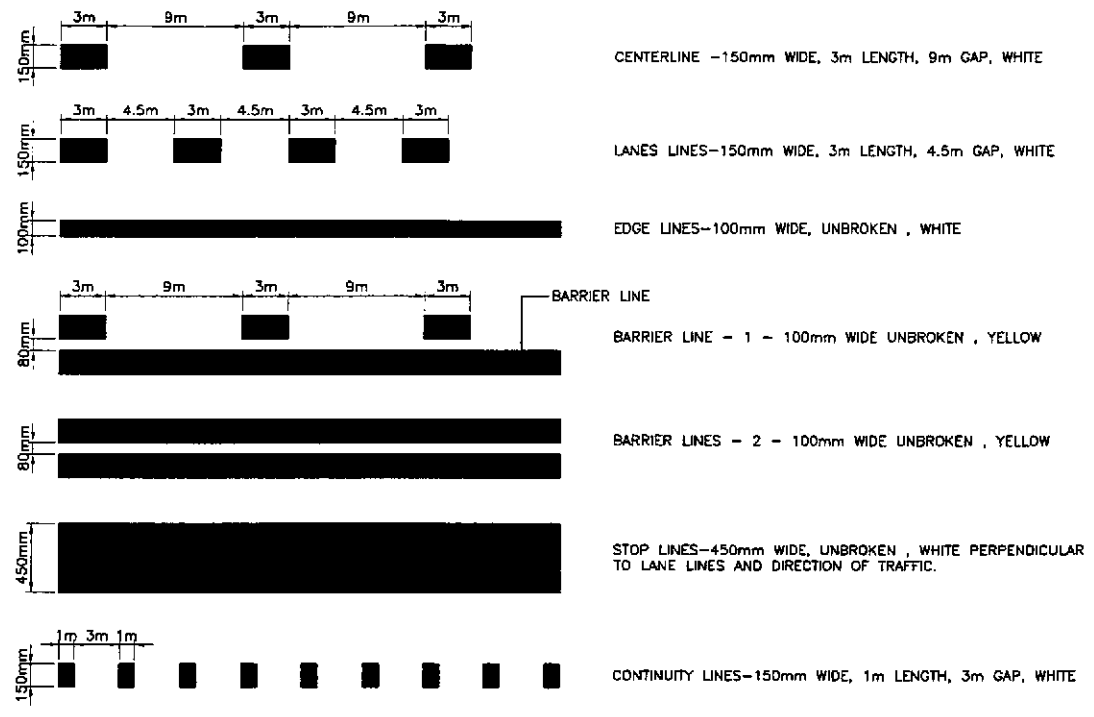 3m 9m 3m 9m 3m
150mm
CENTERLINE -150mm WIDE, 3m LENGTH, 9m GAP, WHITE
3m 4.5m 3m 4.5m 3m 4.5m 3m
150mm
LANES LINES-150mm WIDE, 3m LENGTH, 4.5m GAP, WHITE
100mm
EDGE LINES-100mm WIDE, UNBROKEN , WHITE
3m 9m 3m 9m 3m
BARRIER LINE
80mm
BARRIER LINE - 1 - 100mm WIDE UNBROKEN , YELLOW
80mm
BARRIER LINES - 2 - 100mm WIDE UNBROKEN , YELLOW
450mm
STOP LINES-450mm WIDE, UNBROKEN , WHITE PERPENDICULAR
TO LANE LINES AND DIRECTION OF TRAFFIC.
1m 3m 1m
150mm
CONTINUITY LINES-150mm WIDE, 1m LENGTH, 3m GAP, WHITE